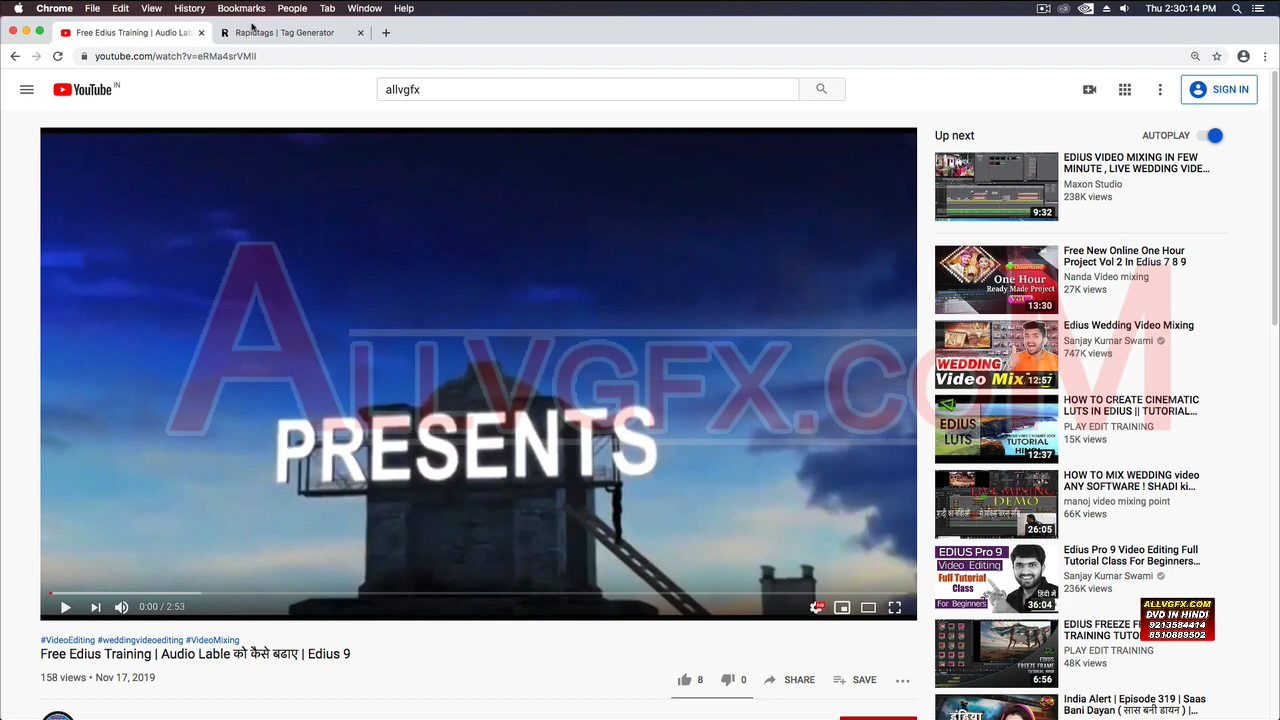 Chrome File Edit View History Bookmarks People Tab Window Help
Thu 2:30:14 PM
Free Edius Training | Audio Lab
Rapidtags | Tag Generator
youtube.com/watch?v=eRMa4srVMII
YouTube IN
allvgfx
SIGN IN
PRESENTS
ALLVGFX.COM
0:00 / 2:53
#VideoEditing #weddingvideoediting #VideoMixing
Free Edius Training | Audio Lable को कैसे बढाए | Edius 9
158 views • Nov 17, 2019
8
0
SHARE
SAVE
Up next
AUTOPLAY
EDIUS VIDEO MIXING IN FEW
MINUTE , LIVE WEDDING VIDE...
Maxon Studio
238K views
9:32
Free New Online One Hour
Project Vol 2 In Edius 7 8 9
Nanda Video mixing
27K views
Download
One Hour
Ready Made Project
13:30
Edius Wedding Video Mixing
Sanjay Kumar Swami
747K views
WEDDING
Video Mix
12:57
HOW TO CREATE CINEMATIC
LUTS IN EDIUS || TUTORIAL...
PLAY EDIT TRAINING
15K views
EDIUS
LUTS
TUTORIAL
12:37
HOW TO MIX WEDDING video
ANY SOFTWARE ! SHADI ki...
manoj video mixing point
66K views
LIVE MIXING
DEMO
26:05
Edius Pro 9 Video Editing Full
Tutorial Class For Beginners...
Sanjay Kumar Swami
236K views
EDIUS Pro 9
Video Editing
Full Tutorial
Class
For Beginners
हिंदी में
36:04
EDIUS FREEZE
TRAINING TUTO
PLAY EDIT TRAINING
48K views
FREEZE FRAME
6:56
ALLVGFX.COM
DVD IN HINDI
9213584414
8510889502
India Alert | Episode 319 | Saas
Bani Dayan ( सास बनी डायन ) |...
इंडिया